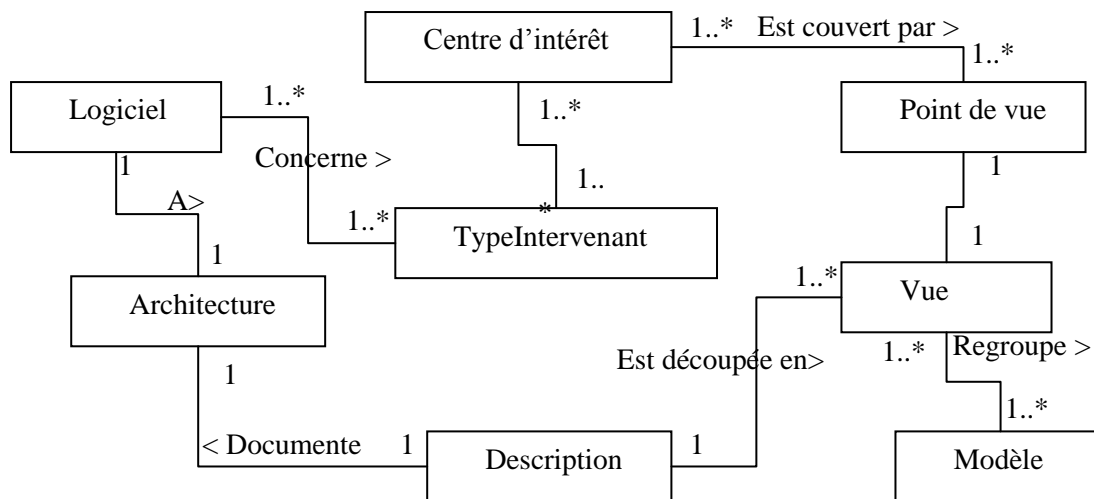 Centre d’intérêt
1..*
Est couvert par >
1..*
Logiciel
1..*
1..*
Point de vue
1
Concerne >
1
A>
1..
*
1..*
TypeIntervenant
1
1
Architecture
1..*
Vue
1
Est découpée en>
1..*
Regroupe >
1..*
< Documente
1
Description
1
Modèle